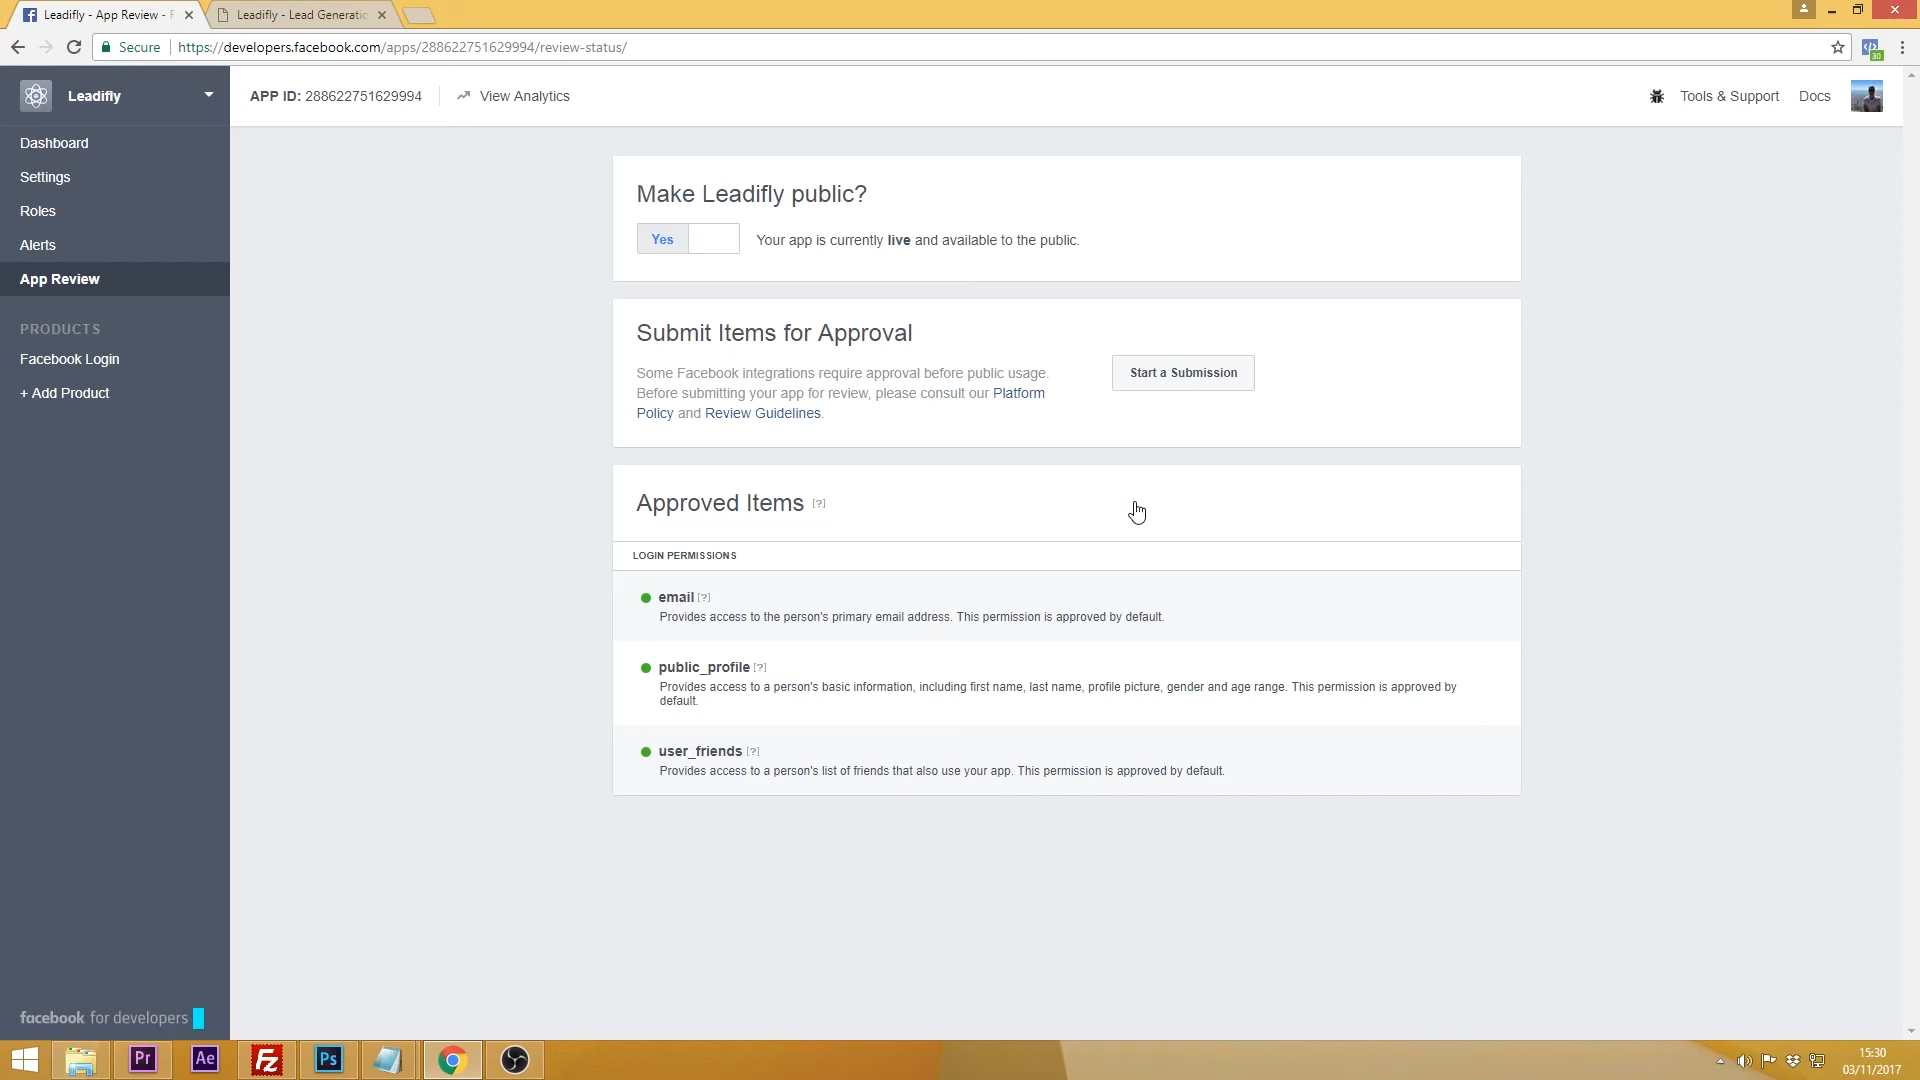 Leadifly - App Review - F
Leadifly - Lead Generatio
Secure
https://developers.facebook.com/apps/288622751629994/review-status/
30
Leadifly
APP ID: 288622751629994
View Analytics
Tools & Support
Docs
Dashboard
Settings
Roles
Alerts
App Review
PRODUCTS
Facebook Login
+ Add Product
Make Leadifly public?
Yes
Your app is currently live and available to the public.
Submit Items for Approval
Some Facebook integrations require approval before public usage.
Before submitting your app for review, please consult our Platform
Policy and Review Guidelines.
Start a Submission
Approved Items [?]
LOGIN PERMISSIONS
email [?]
Provides access to the person's primary email address. This permission is approved by default.
public_profile [?]
Provides access to a person's basic information, including first name, last name, profile picture, gender and age range. This permission is approved by
default.
user_friends [?]
Provides access to a person's list of friends that also use your app. This permission is approved by default.
facebook for developers
Pr
Ae
Fz
Ps
15:30
03/11/2017